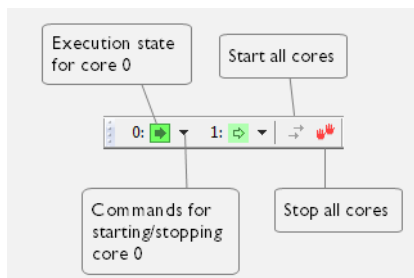 Execution state
for core 0
Start all cores
0:
1:
Commands for
starting/stopping
core 0
Stop all cores